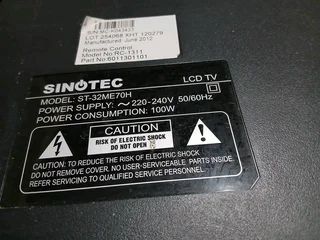 S/N:MC R043433
LOT 284068 XHT 120279
Manufactured: June 2012
Remote Control
Model No:RC-1311
Part No:6011301101
SINOTEC
LCD TV
MODEL: ST-32ME70H
POWER SUPPLY: ～220-240V 50/60Hz
POWER CONSUMPTION: 100W
CAUTION
RISK OF ELECTRIC SHOCK
DO NOT OPEN
CAUTION: TO REDUCE THE RISK OF ELECTRIC SHOCK,
DO NOT REMOVE COVER. NO USER-SERVICEABLE PARTS INSIDE.
REFER SERVICING TO QUALIFIED SERVICE PERSONNEL.